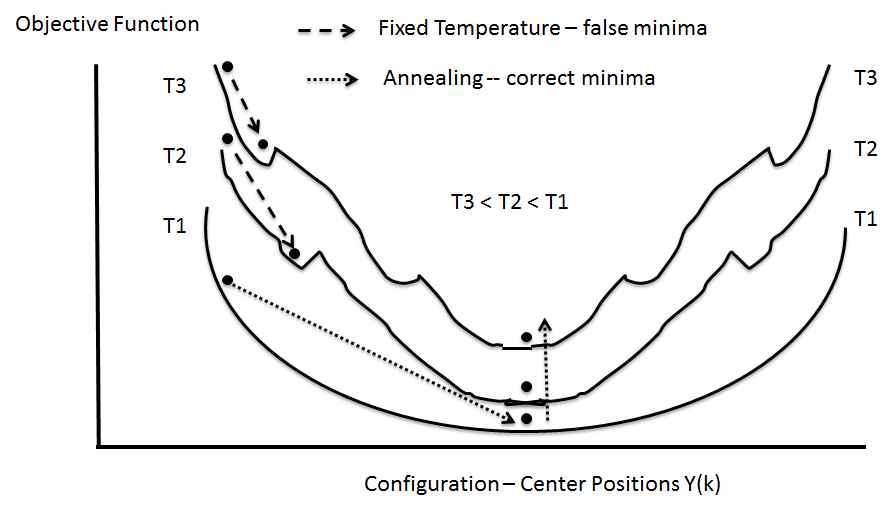 Objective Function
Fixed Temperature – false minima
Annealing -- correct minima
T3
T3
T2
T2
T3 < T2 < T1
T1
T1
Configuration – Center Positions Y(k)